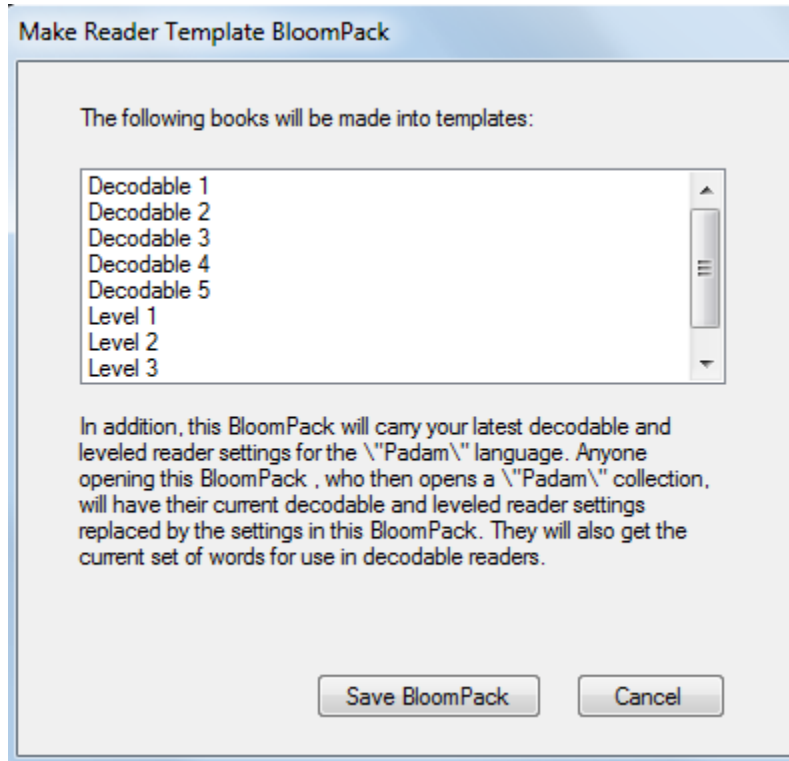 Make Reader Template BloomPack
The following books will be made into templates:
Decodable 1
Decodable 2
Decodable 3
Decodable 4
Decodable 5
Level 1
Level 2
Level 3
In addition, this BloomPack will carry your latest decodable and
leveled reader settings for the \"Padam\" language. Anyone
opening this BloomPack , who then opens a \"Padam\" collection,
will have their current decodable and leveled reader settings
replaced by the settings in this BloomPack. They will also get the
current set of words for use in decodable readers.
Save BloomPack Cancel